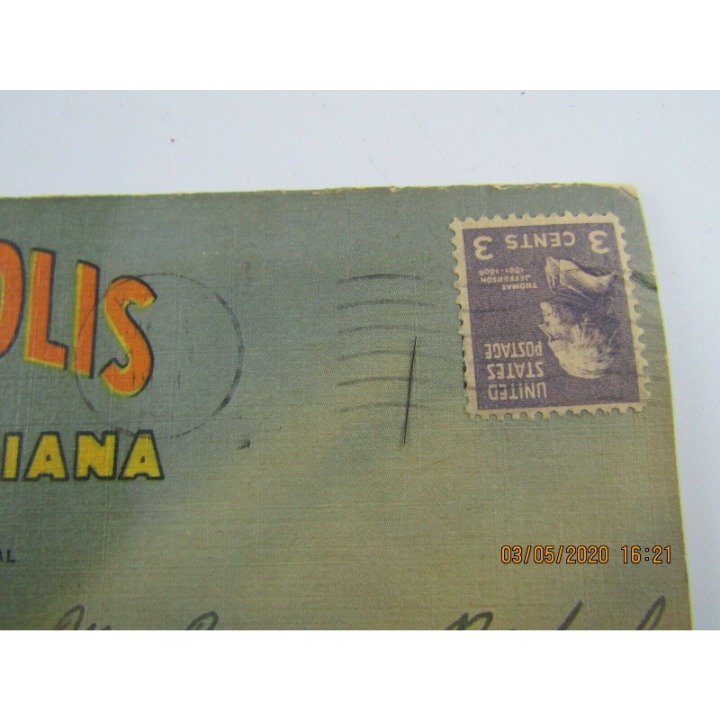 OLIS
IANA
AL
3 CENTS 3
THOMAS
JEFFERSON
1801-1809
UNITED
STATES
POSTAGE
03/05/2020 16:21